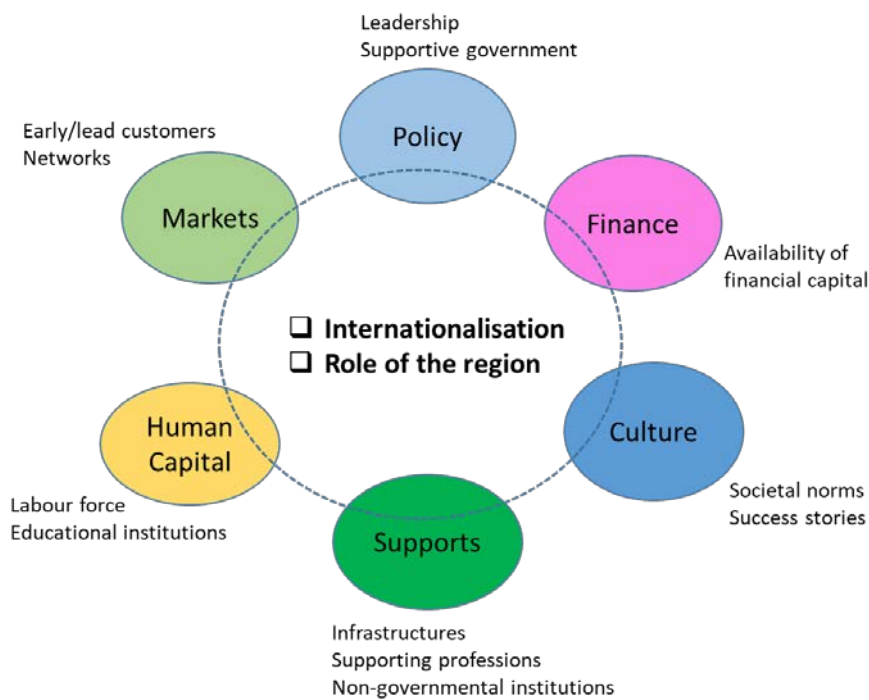 Leadership
Supportive government
Policy
Early/lead customers
Networks
Markets
Finance
Availability of
financial capital
❑ Internationalisation
❑ Role of the region
Human
Capital
Labour force
Educational institutions
Culture
Societal norms
Success stories
Supports
Infrastructures
Supporting professions
Non-governmental institutions